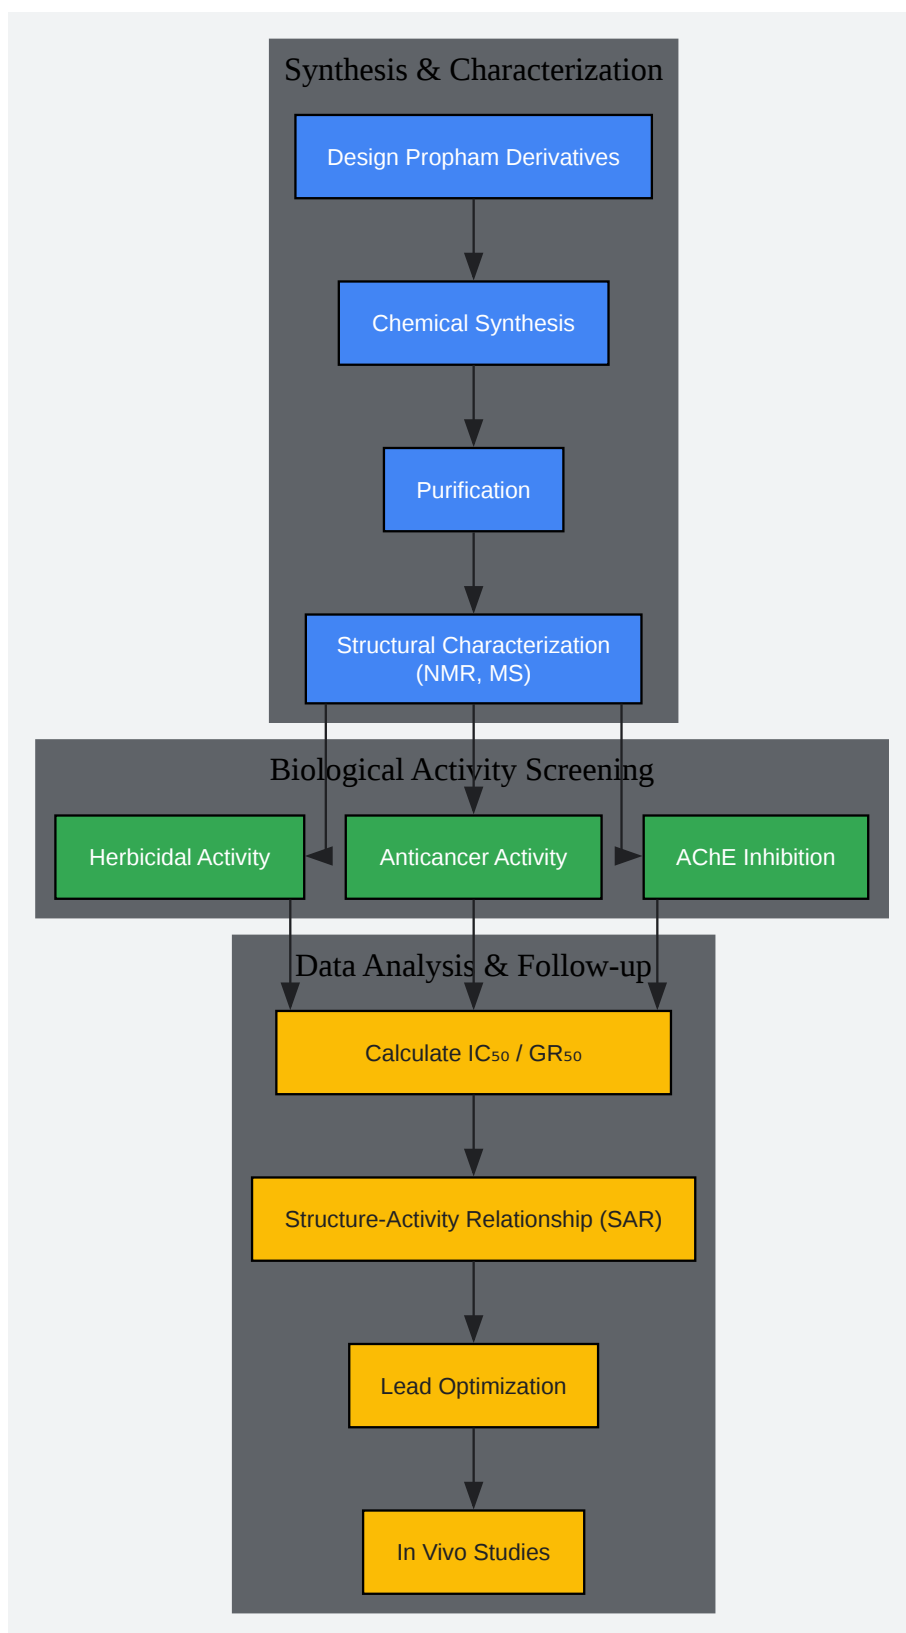 Synthesis & Characterization
Design Propham Derivatives
Chemical Synthesis
Purification
Structural Characterization
(NMR, MS)
Biological Activity Screening
Herbicidal Activity
Anticancer Activity
AChE Inhibition
Data Analysis & Follow-up
Calculate IC₅₀ / GR₅₀
Structure-Activity Relationship (SAR)
Lead Optimization
In Vivo Studies